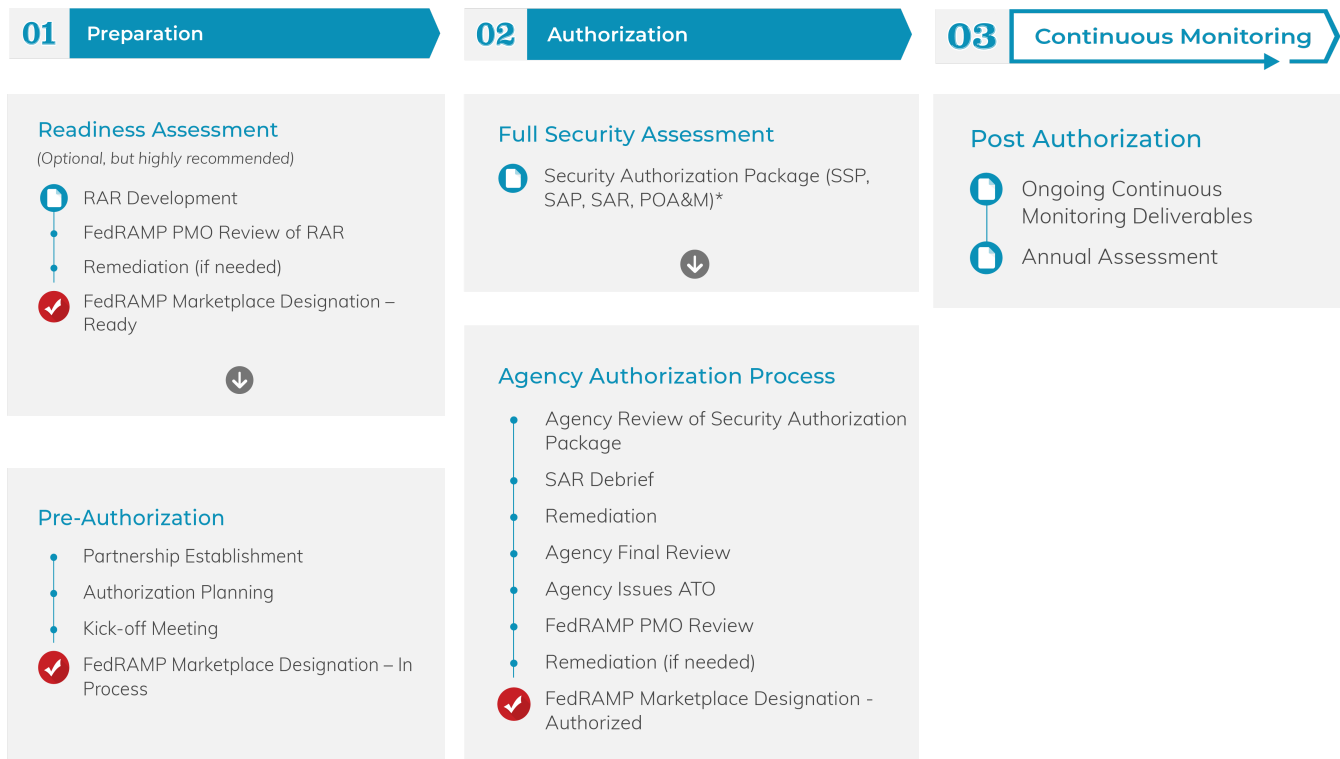 01
Preparation
Readiness Assessment
(Optional, but highly recommended)
RAR Development
FedRAMP PMO Review of RAR
Remediation (if needed)
FedRAMP Marketplace Designation –
Ready
Pre-Authorization
Partnership Establishment
Authorization Planning
Kick-off Meeting
FedRAMP Marketplace Designation – In
Process
02
Authorization
Full Security Assessment
Security Authorization Package (SSP,
SAP, SAR, POA&M)*
Agency Authorization Process
Agency Review of Security Authorization
Package
SAR Debrief
Remediation
Agency Final Review
Agency Issues ATO
FedRAMP PMO Review
Remediation (if needed)
FedRAMP Marketplace Designation -
Authorized
03
Continuous Monitoring
Post Authorization
Ongoing Continuous
Monitoring Deliverables
Annual Assessment